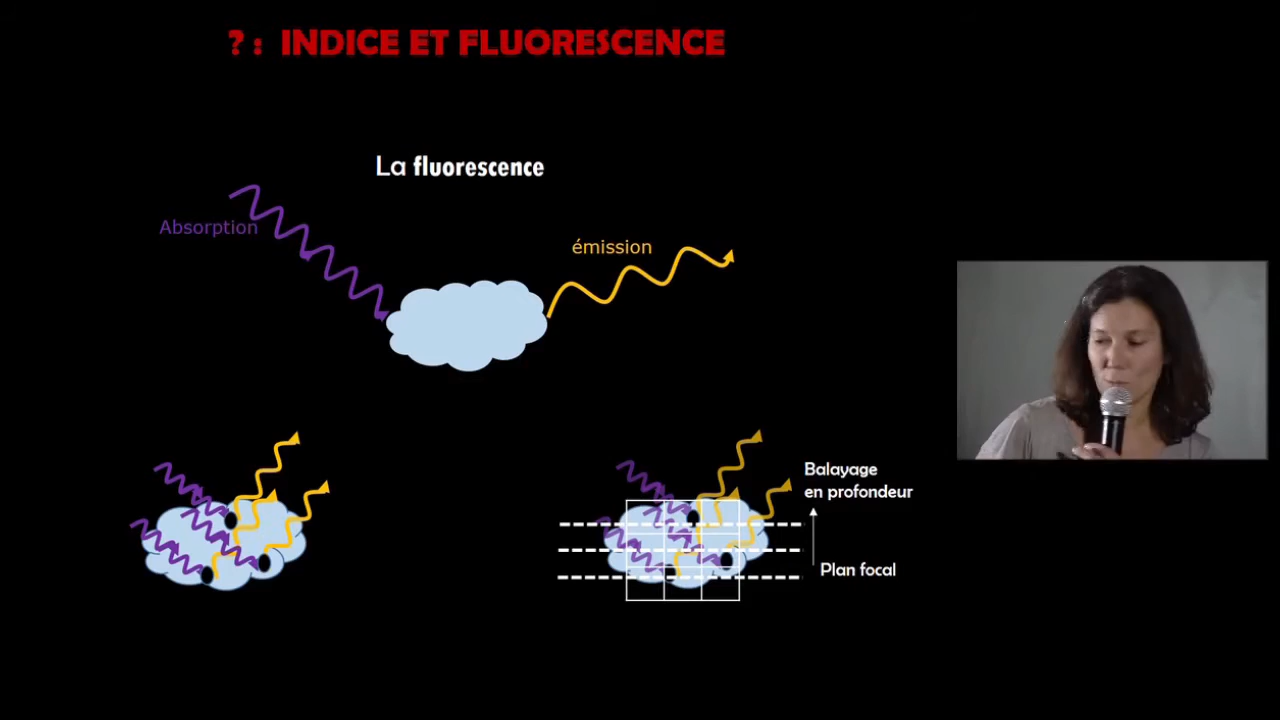 ? : INDICE ET FLUORESCENCE
La fluorescence
Absorption
émission
Balayage
en profondeur
Plan focal